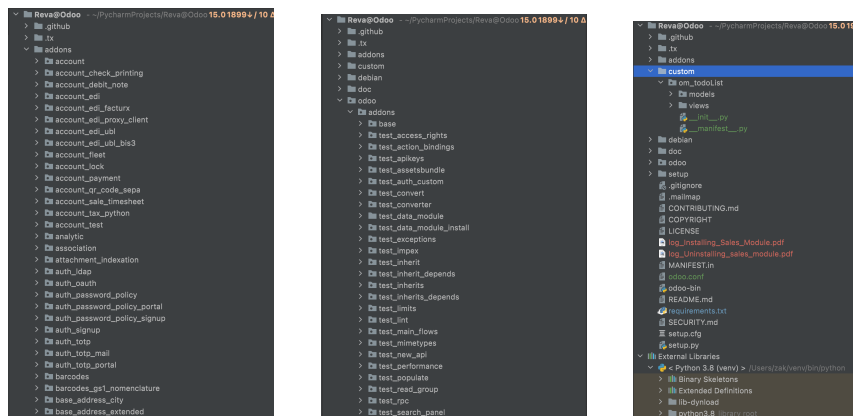 Reva@Odoo - ~/PycharmProjects/Reva@Odoo 15.0 1899↓ / 10 Δ
.github
.tx
addons
account
account_check_printing
account_debit_note
account_edi
account_edi_facturx
account_edi_proxy_client
account_edi_ubl
account_edi_ubl_bis3
account_fleet
account_lock
account_payment
account_qr_code_sepa
account_sale_timesheet
account_tax_python
account_test
analytic
association
attachment_indexation
auth_ldap
auth_oauth
auth_password_policy
auth_password_policy_portal
auth_password_policy_signup
auth_signup
auth_totp
auth_totp_mail
auth_totp_portal
barcodes
barcodes_gs1_nomenclature
base_address_city
base_address_extended
Reva@Odoo - ~/PycharmProjects/Reva@Odoo 15.0 1899↓ / 10 Δ
.github
.tx
addons
custom
debian
doc
odoo
addons
base
test_access_rights
test_action_bindings
test_apikeys
test_assetsbundle
test_auth_custom
test_convert
test_converter
test_data_module
test_data_module_install
test_exceptions
test_impex
test_inherit
test_inherit_depends
test_inherits
test_inherits_depends
test_limits
test_lint
test_main_flows
test_mimetypes
test_new_api
test_performance
test_populate
test_read_group
test_rpc
test_search_panel
Reva@Odoo - ~/PycharmProjects/Reva@Odoo 15.0 19
.github
.tx
addons
custom
om_todoList
models
views
__init__.py
__manifest__.py
debian
doc
odoo
setup
.gitignore
.mailmap
CONTRIBUTING.md
COPYRIGHT
LICENSE
log_Installing_Sales_Module.pdf
log_Uninstalling_sales_module.pdf
MANIFEST.in
odoo.conf
odoo-bin
README.md
requirements.txt
SECURITY.md
setup.cfg
setup.py
External Libraries
< Python 3.8 (venv) > /Users/zak/venv/bin/python
Binary Skeletons
Extended Definitions
lib-dynload
python3.8 library root